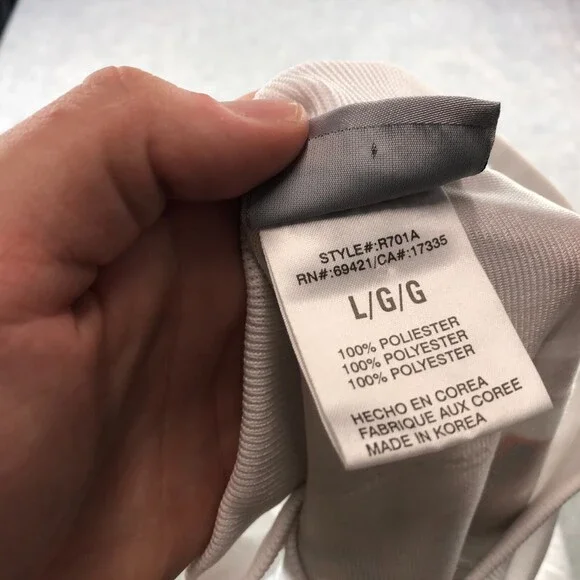 STYLE#:R701A
RN#:69421/CA#:17335
L/G/G
100% POLIESTER
100% POLYESTER
100% POLYESTER
HECHO EN COREA
FABRIQUE AUX COREE
MADE IN KOREA